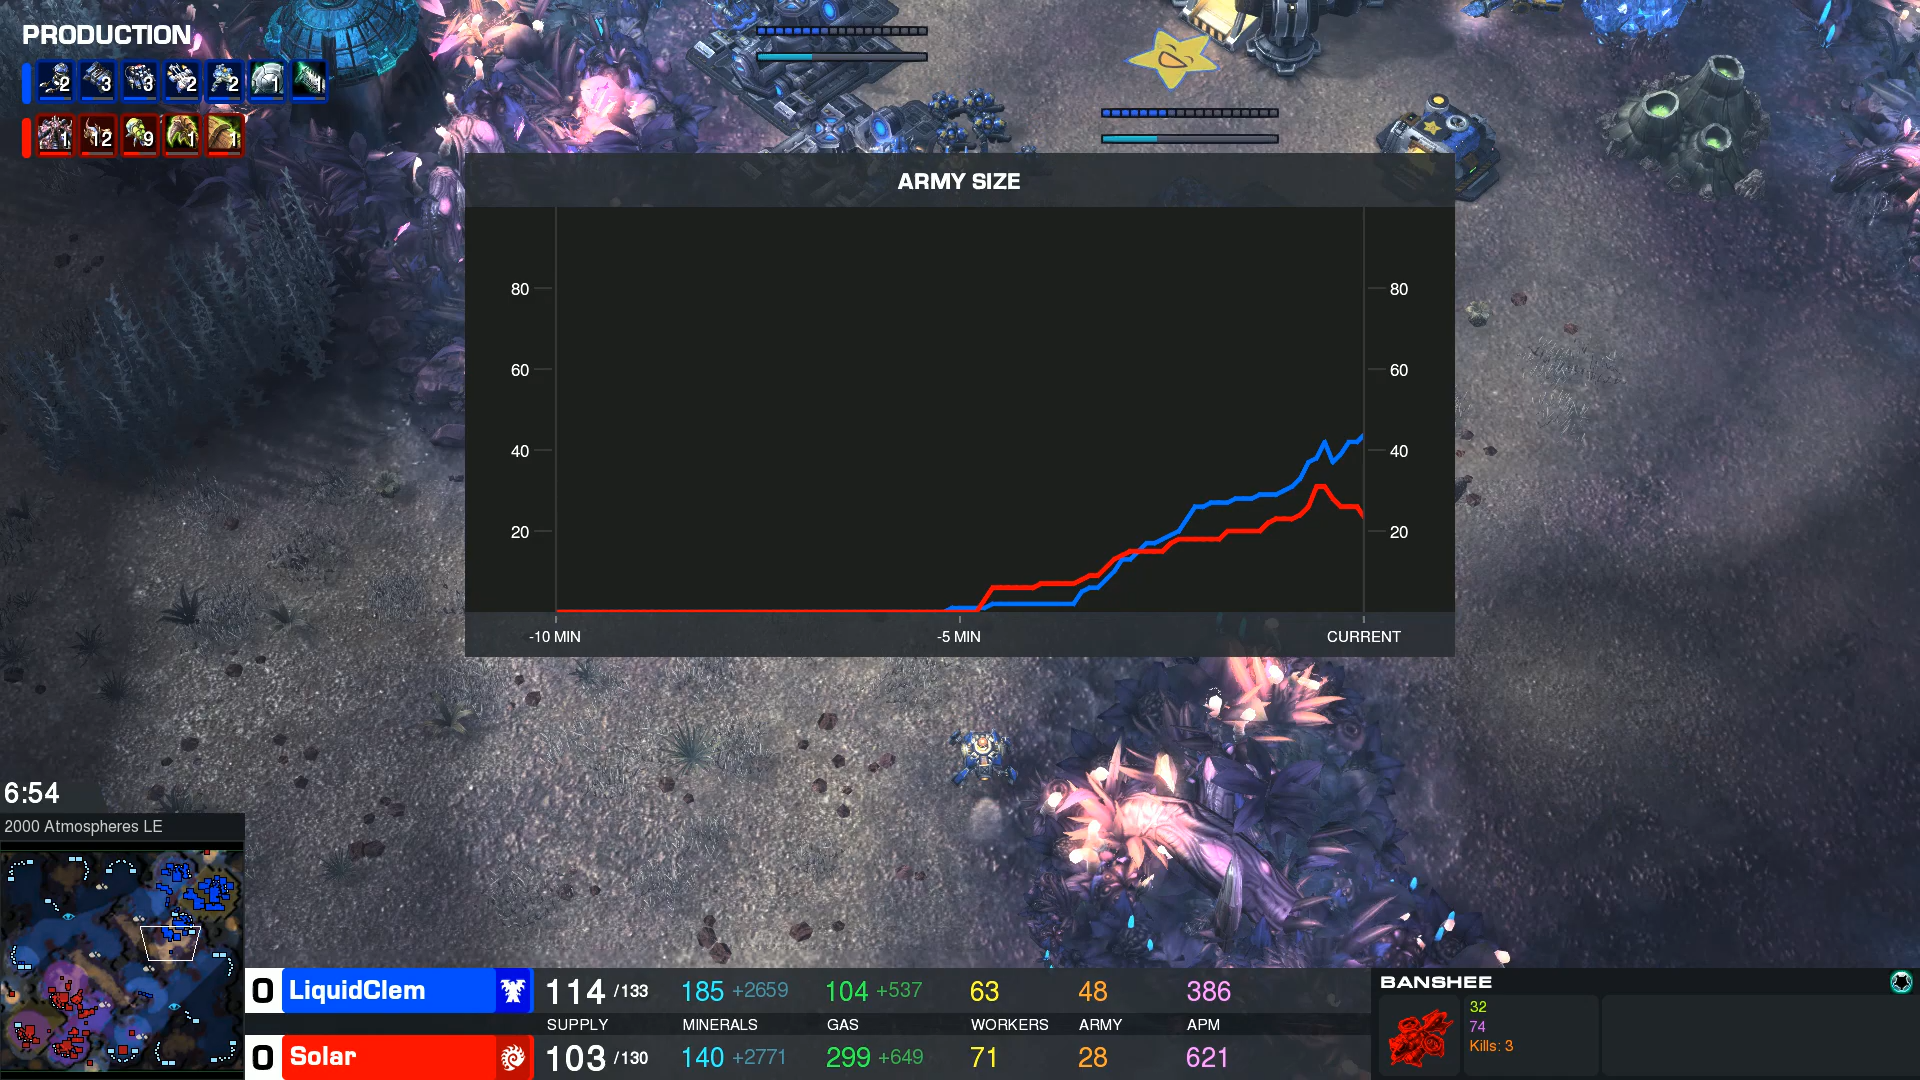 PRODUCTION
2 3 3 2 2 1 1
1 12 9 1 1
ARMY SIZE
80 80
60 60
40 40
20 20
-10 MIN -5 MIN CURRENT
6:54
2000 Atmospheres LE
0 LiquidClem 114 /133 185 +2659 104 +537 63 48 386
SUPPLY MINERALS GAS WORKERS ARMY APM
0 Solar 103 /130 140 +2771 299 +649 71 28 621
BANSHEE
32
74
Kills: 3